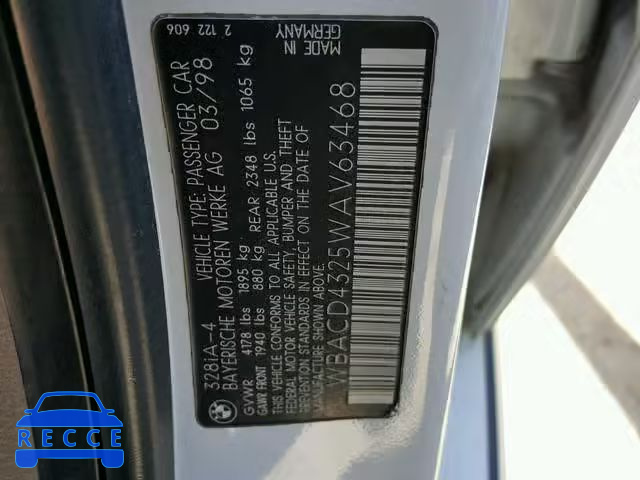 328iA-4 VEHICLE TYPE: PASSENGER CAR
BAYERISCHE MOTOREN WERKE AG 03/98
GVWR 4178 lbs 1895 kg
GAWR FRONT 1940 lbs 880 kg REAR 2348 lbs 1065 kg
THIS VEHICLE CONFORMS TO ALL APPLICABLE U.S.
FEDERAL MOTOR VEHICLE SAFETY, BUMPER AND THEFT
PREVENTION STANDARDS IN EFFECT ON THE DATE OF
MANUFACTURE SHOWN ABOVE.
WBACD4325WAV63468
2 122 606
MADE IN
GERMANY
RECCE